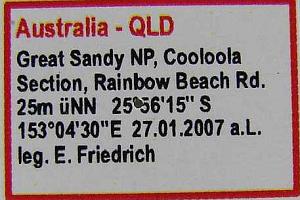 Australia - QLD
Great Sandy NP, Cooloola
Section, Rainbow Beach Rd.
25m üNN 25°56'15" S
153°04'30"E 27.01.2007 a.L.
leg. E. Friedrich